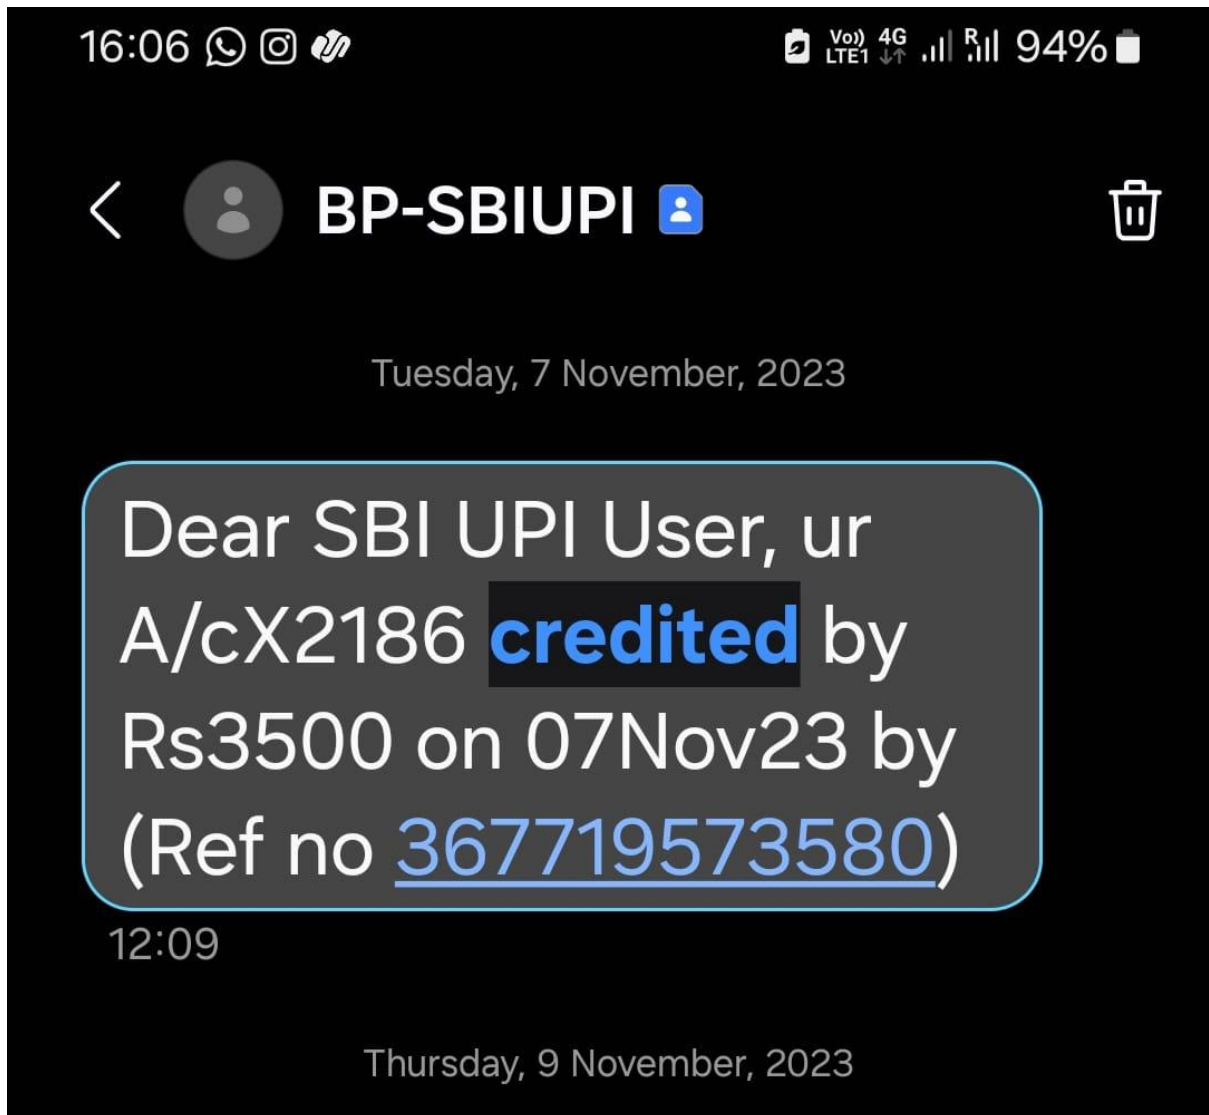 16:06 Vo)) LTE1 4G R 94%
BP-SBIUPI
Tuesday, 7 November, 2023
Dear SBI UPI User, ur
A/cX2186 credited by
Rs3500 on 07Nov23 by
(Ref no 367719573580)
12:09
Thursday, 9 November, 2023